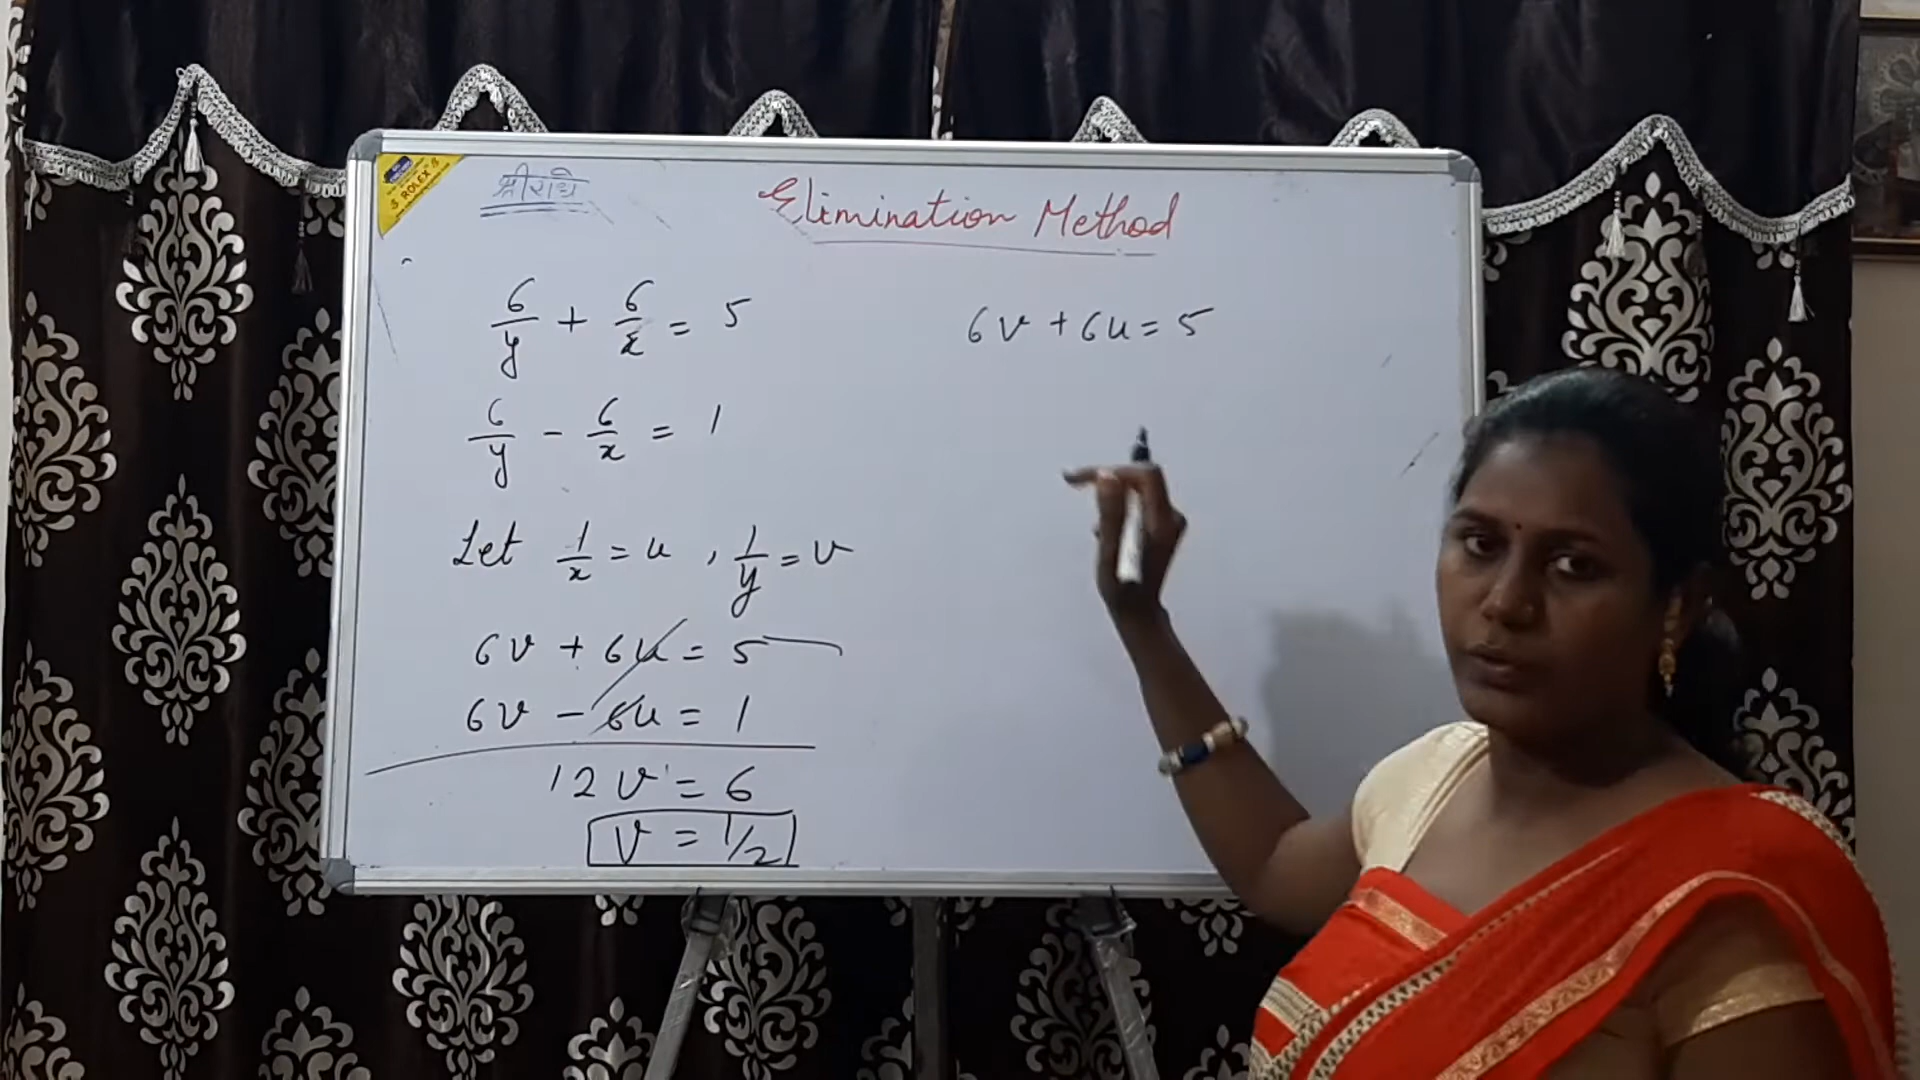 ROLEX
श्री राधे
Elimination Method
6/y + 6/x = 5
6/y - 6/x = 1
Let 1/x = u , 1/y = v
6v + 6u = 5
6v - 6u = 1
12v = 6
v = 1/2
6v + 6u = 5